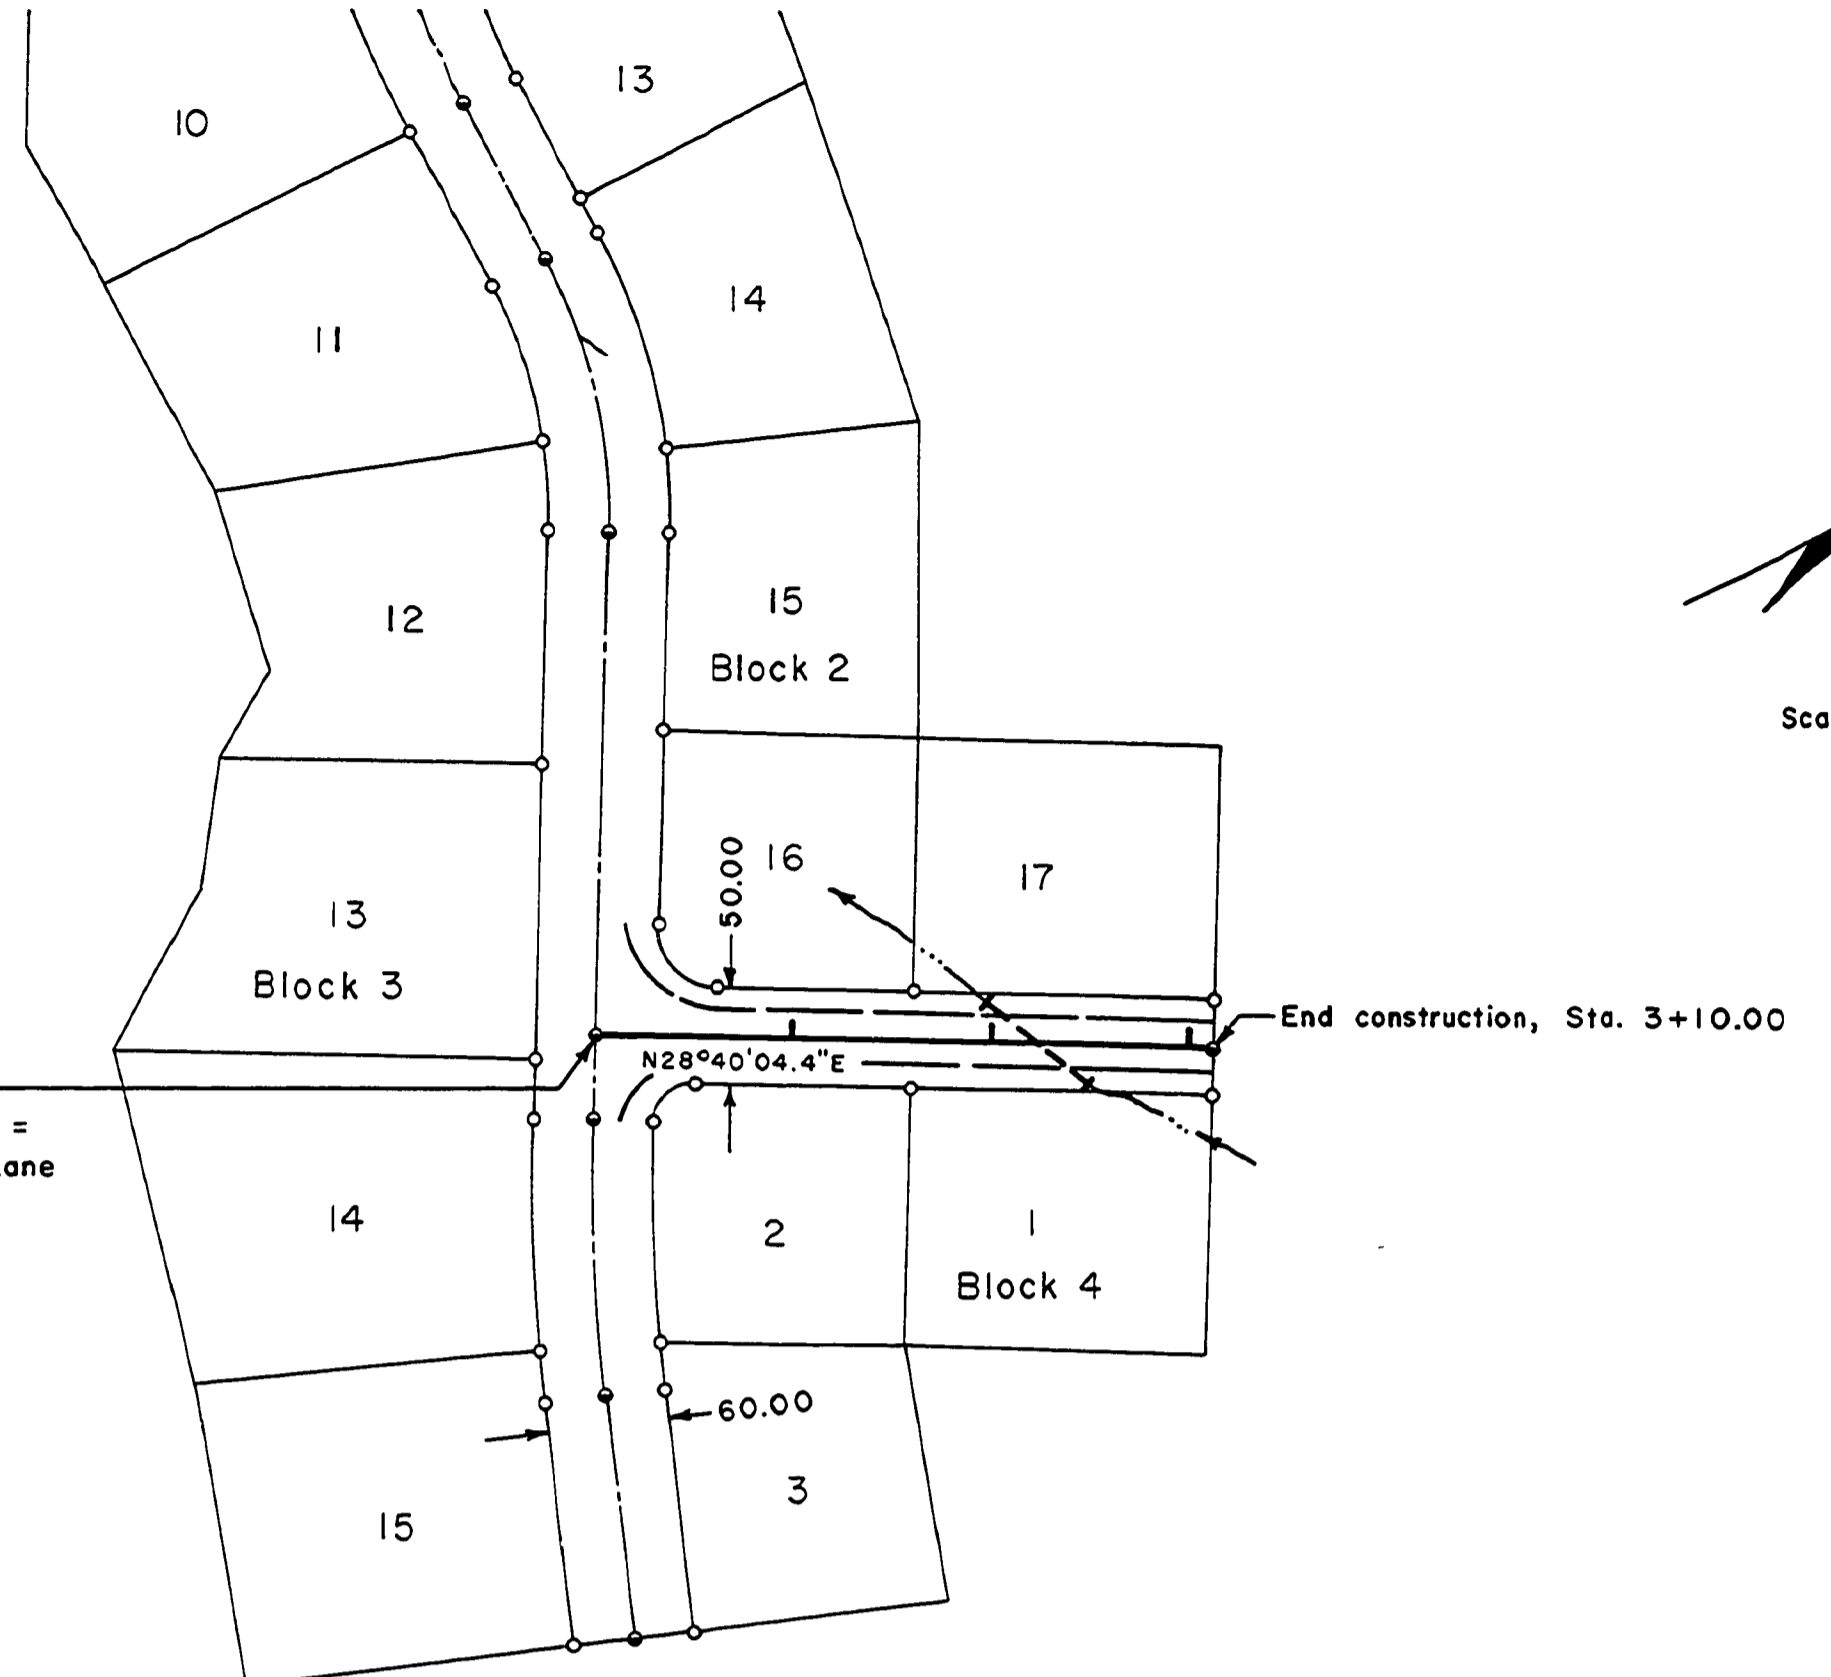 13
10
14
11
15
12
Block 2
Sca
50.00
16
17
13
Block 3
End construction, Sta. 3+10.00
N28°40'04.4"E
=
ane
14
2
1
Block 4
60.00
3
15